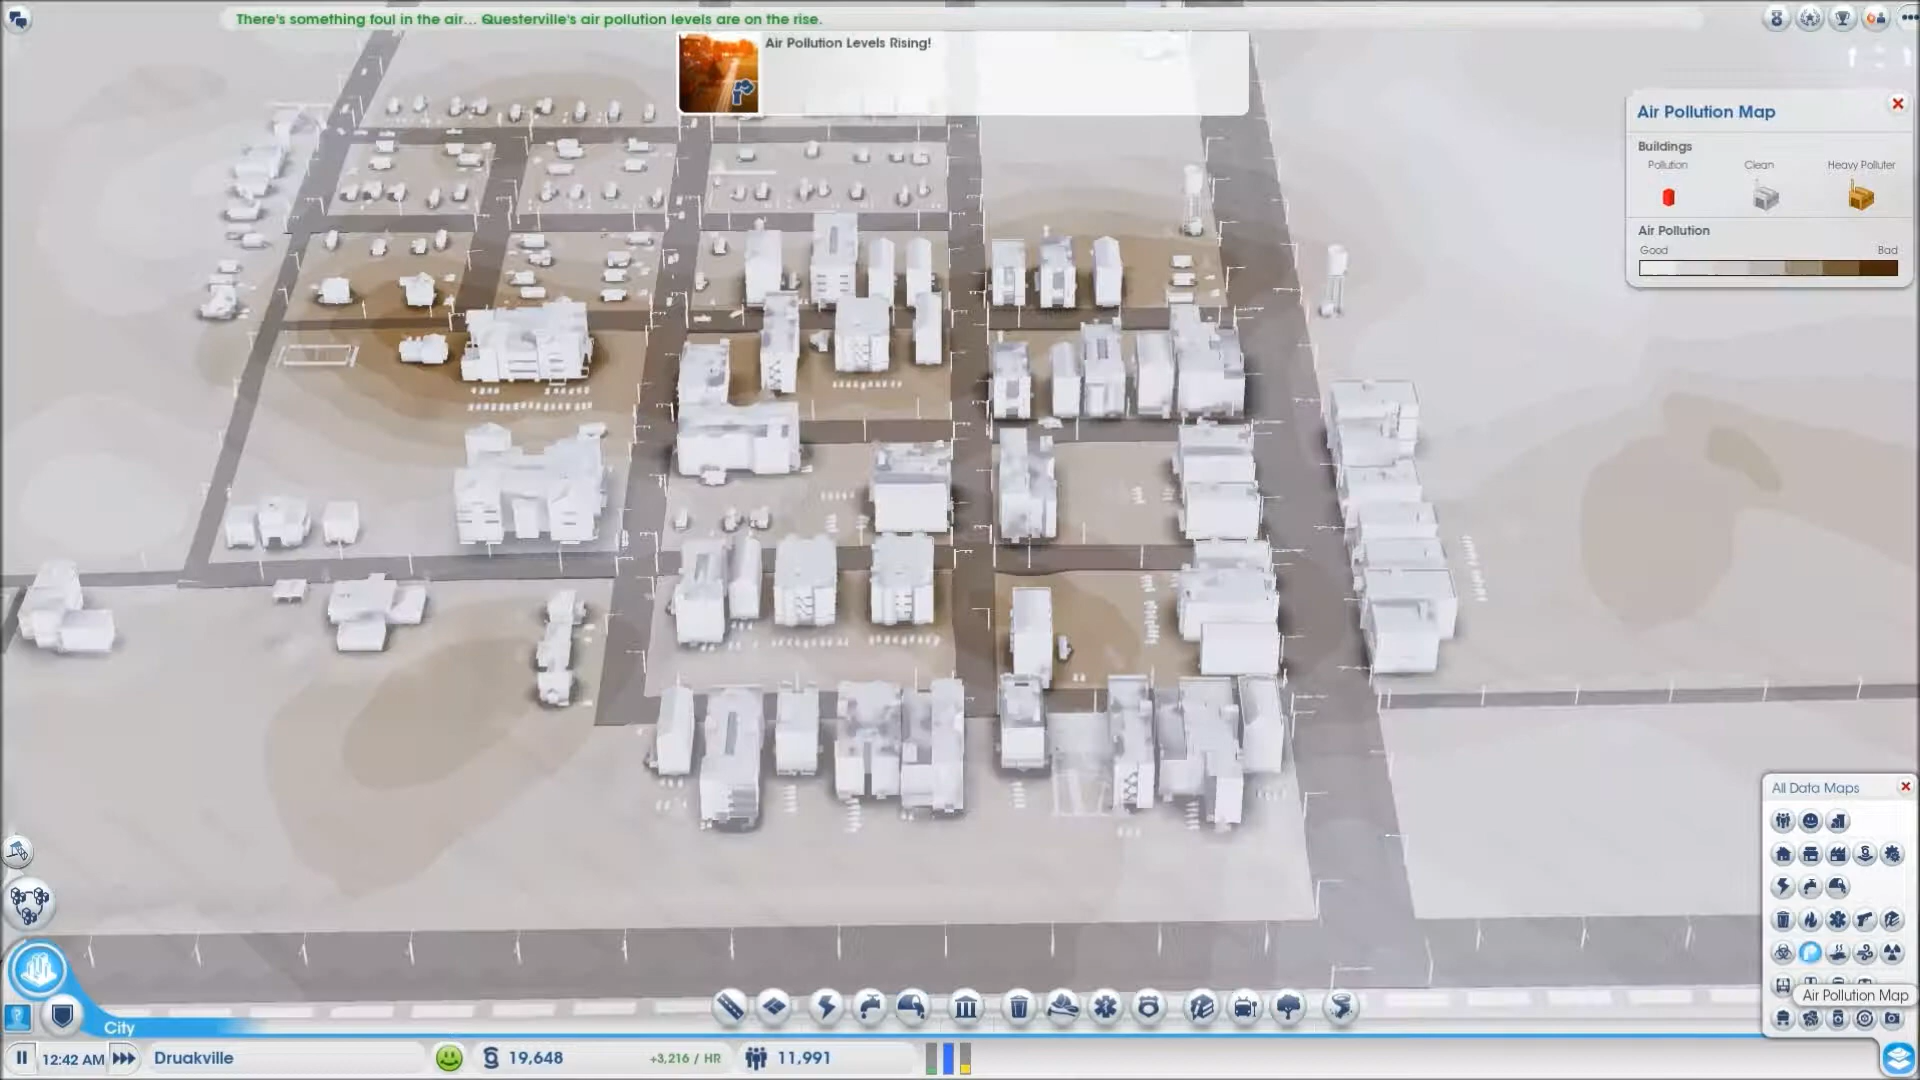 There's something foul in the air... Questerville's air pollution levels are on the rise.
Air Pollution Levels Rising!
Air Pollution Map
Buildings
Pollution Clean Heavy Polluter
Air Pollution
Good Bad
All Data Maps
Air Pollution Map
City
12:42 AM Druakville 19,648 +3,216 / HR 11,991